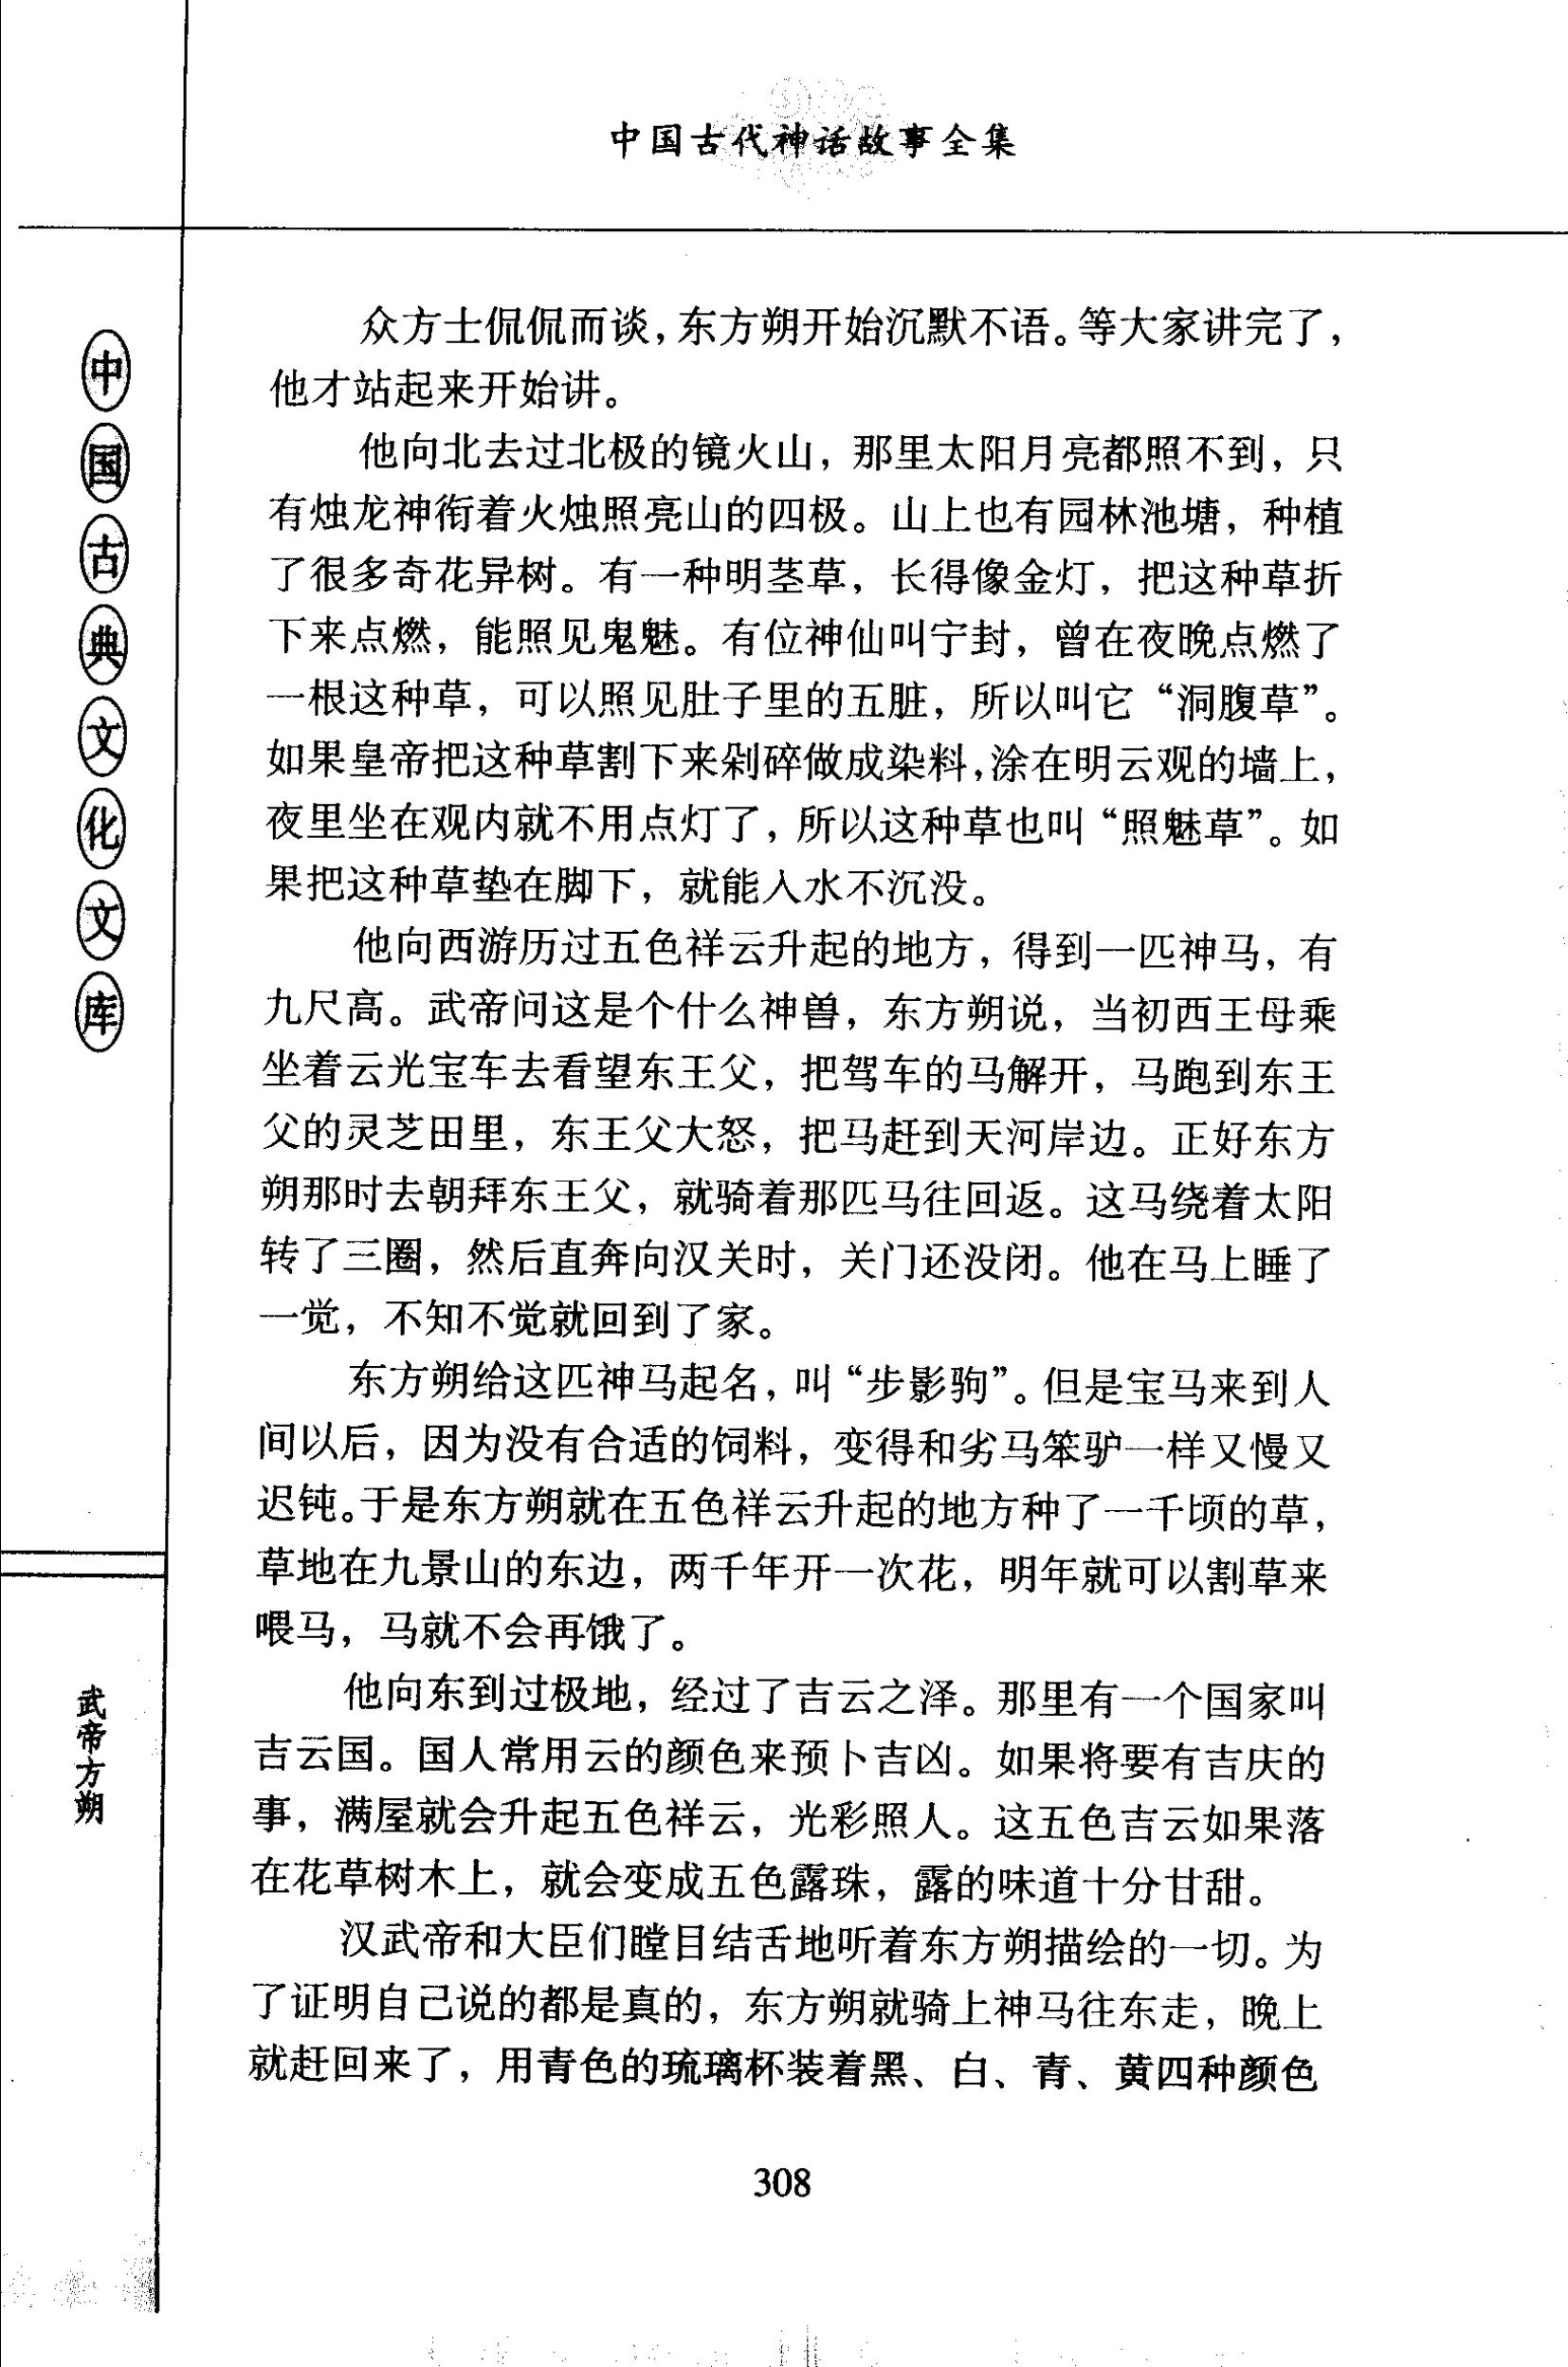 中国古代神话故事全集
中国古典文化文库
武帝方朔
众方士侃侃而谈，东方朔开始沉默不语。等大家讲完了，
他才站起来开始讲。
他向北去过北极的镜火山，那里太阳月亮都照不到，只
有烛龙神衔着火烛照亮山的四极。山上也有园林池塘，种植
了很多奇花异树。有一种明茎草，长得像金灯，把这种草折
下来点燃，能照见鬼魅。有位神仙叫宁封，曾在夜晚点燃了
一根这种草，可以照见肚子里的五脏，所以叫它“洞腹草”。
如果皇帝把这种草割下来剁碎做成染料，涂在明云观的墙上，
夜里坐在观内就不用点灯了，所以这种草也叫“照魅草”。如
果把这种草垫在脚下，就能入水不沉没。
他向西游历过五色祥云升起的地方，得到一匹神马，有
九尺高。武帝问这是个什么神兽，东方朔说，当初西王母乘
坐着云光宝车去看望东王父，把驾车的马解开，马跑到东王
父的灵芝田里，东王父大怒，把马赶到天河岸边。正好东方
朔那时去朝拜东王父，就骑着那匹马往回返。这马绕着太阳
转了三圈，然后直奔向汉关时，关门还没闭。他在马上睡了
一觉，不知不觉就回到了家。
东方朔给这匹神马起名，叫“步影驹”。但是宝马来到人
间以后，因为没有合适的饲料，变得和劣马笨驴一样又慢又
迟钝。于是东方朔就在五色祥云升起的地方种了一千顷的草，
草地在九景山的东边，两千年开一次花，明年就可以割草来
喂马，马就不会再饿了。
他向东到过极地，经过了吉云之泽。那里有一个国家叫
吉云国。国人常用云的颜色来预卜吉凶。如果将要有吉庆的
事，满屋就会升起五色祥云，光彩照人。这五色吉云如果落
在花草树木上，就会变成五色露珠，露的味道十分甘甜。
汉武帝和大臣们瞠目结舌地听着东方朔描绘的一切。为
了证明自己说的都是真的，东方朔就骑上神马往东走，晚上
就赶回来了，用青色的琉璃杯装着黑、白、青、黄四种颜色
308